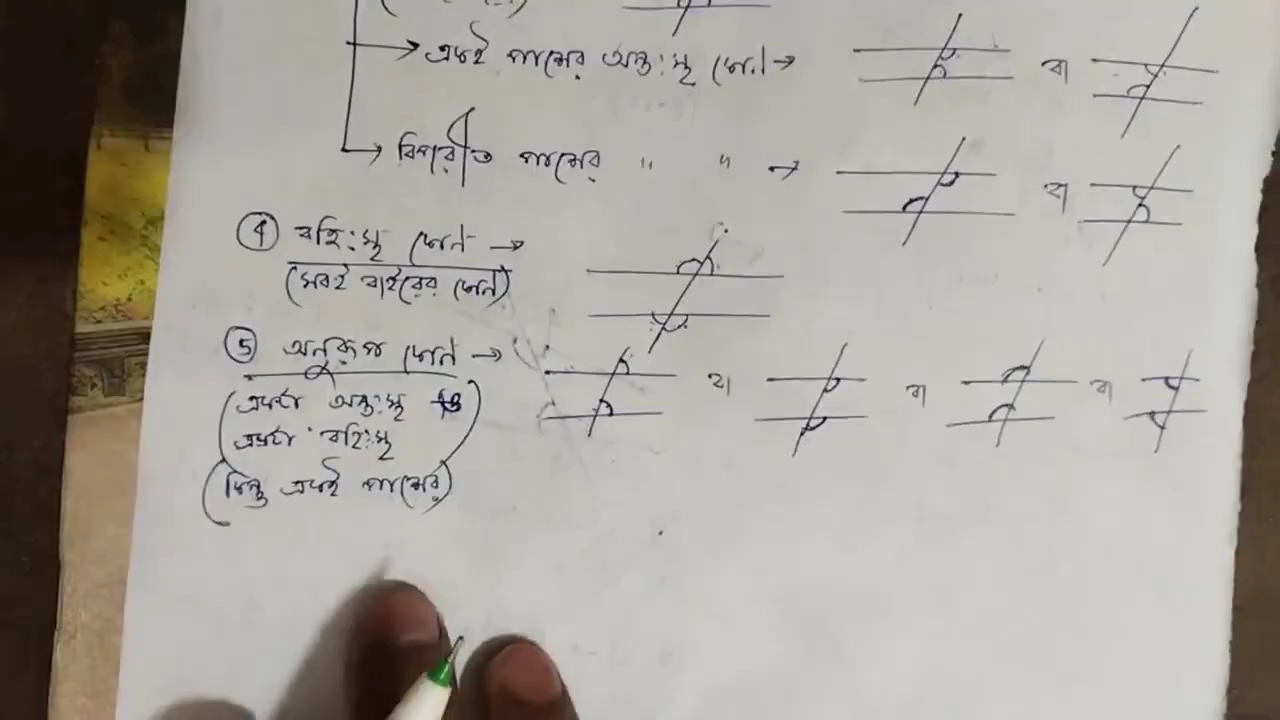 → একই পাশের অন্তঃস্থ কোণ → বা
→ বিপরীত পাশের " " → বা
④ বহিঃস্থ কোণ →
(সবই বাইরের কোণ)
⑤ অনুরূপ কোণ → বা বা বা
(একটা অন্তঃস্থ ও
একটা বহিঃস্থ)
(কিন্তু একই পাশের)